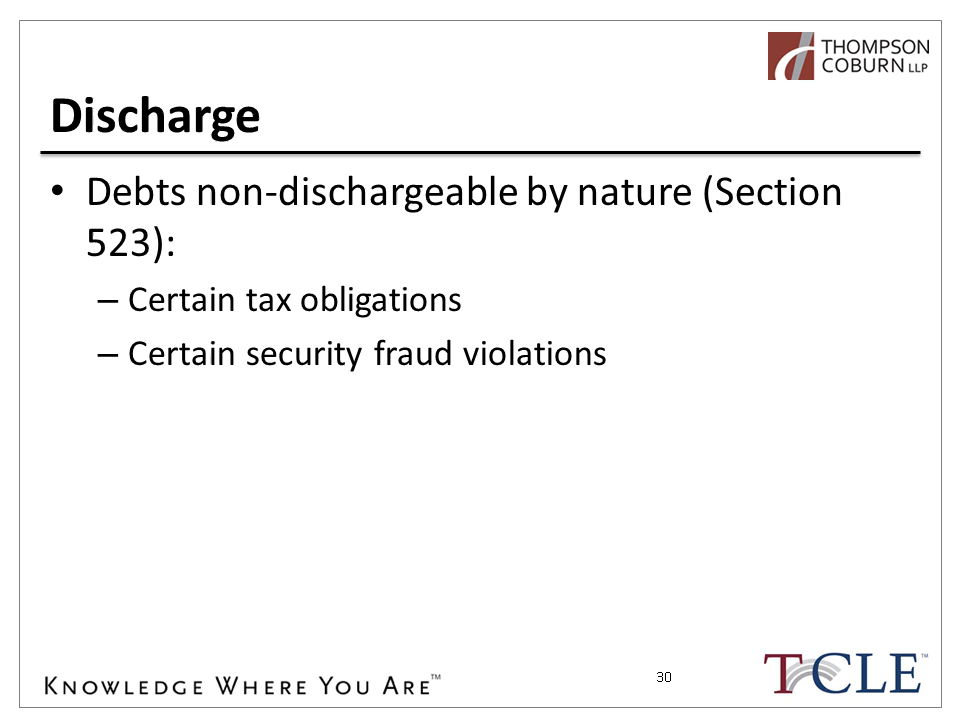 THOMPSON
COBURN LLP
Discharge
• Debts non-dischargeable by nature (Section
523):
– Certain tax obligations
– Certain security fraud violations
KNOWLEDGE WHERE YOU ARE™
30
TCLE™